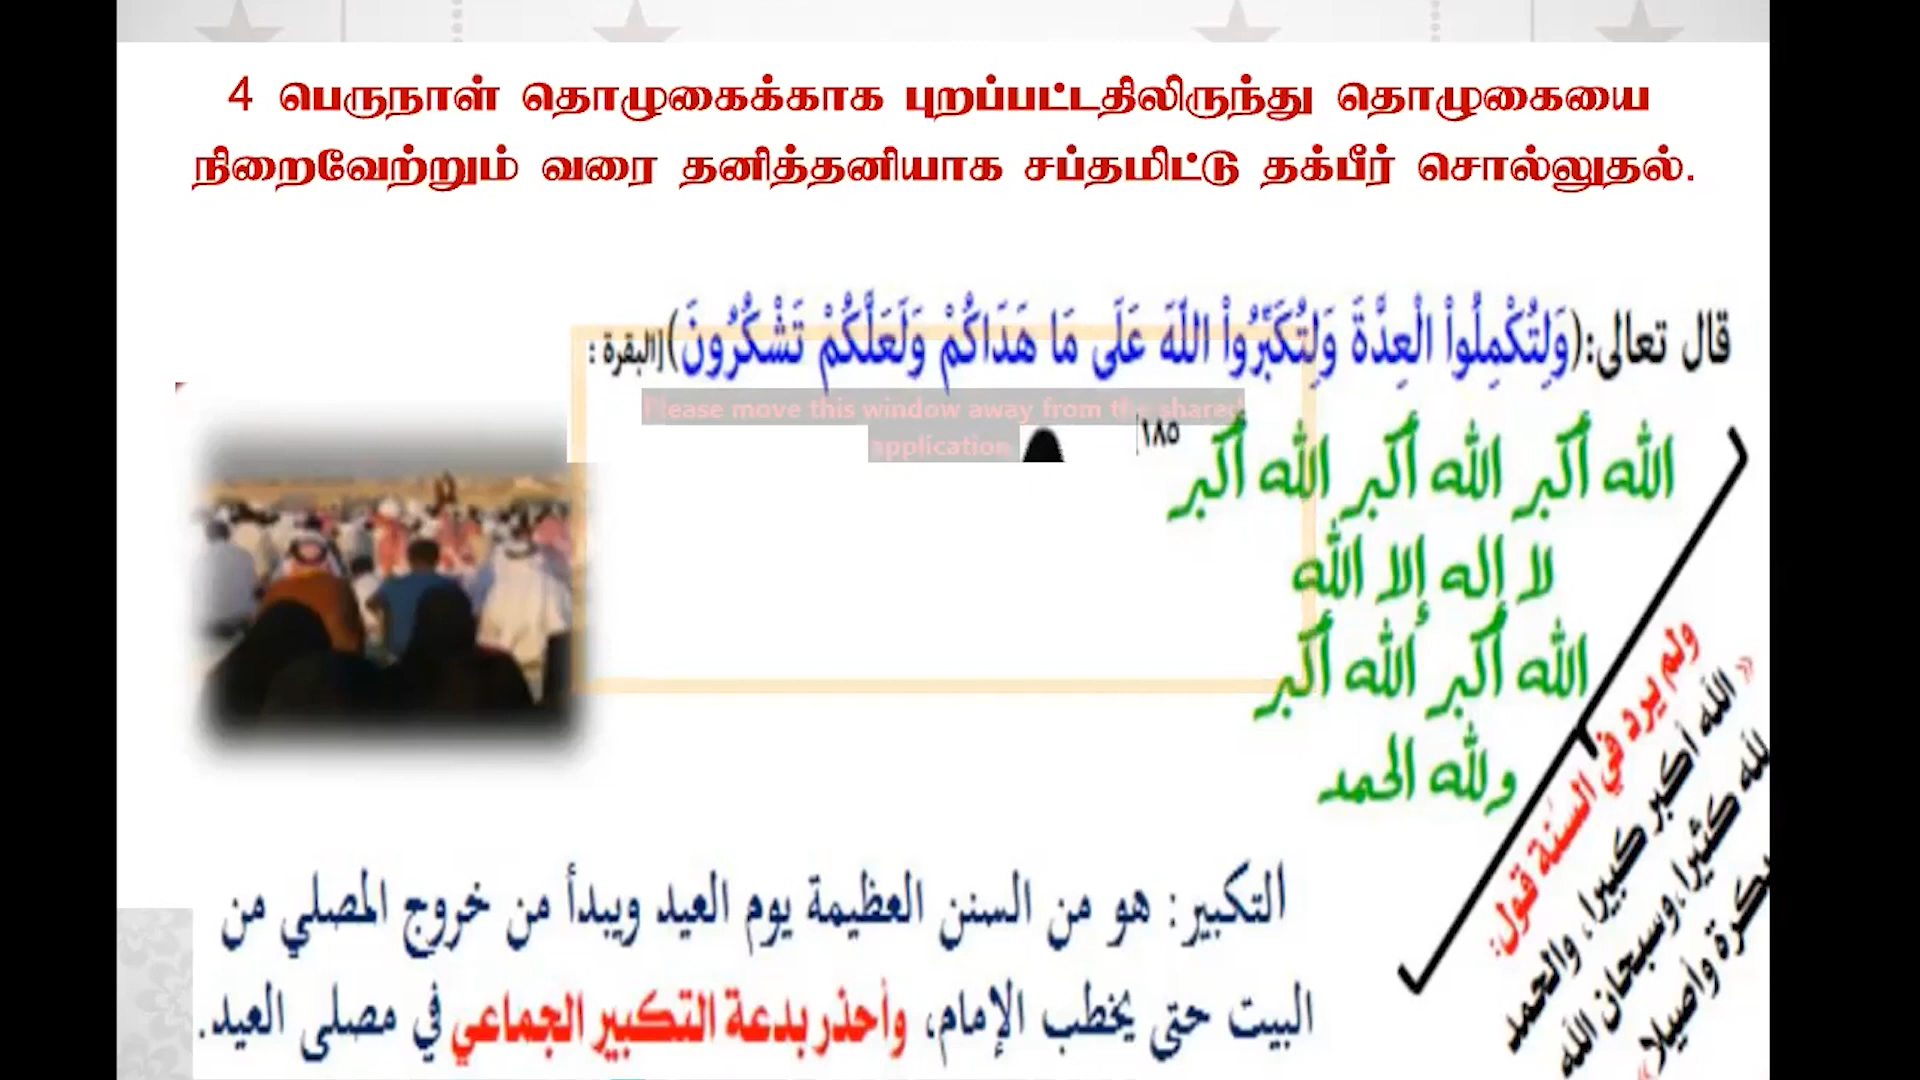 4 பெருநாள் தொழுகைக்காக புறப்பட்டதிலிருந்து தொழுகையை
நிறைவேற்றும் வரை தனித்தனியாக சப்தமிட்டு தக்பீர் சொல்லுதல்.
قال تعالى:(وَلِتُكْمِلُواْ الْعِدَّةَ وَلِتُكَبِّرُواْ اللّهَ عَلَى مَا هَدَاكُمْ وَلَعَلَّكُمْ تَشْكُرُونَ)[البقرة :
Please move this window away from the shared
application
١٨٥
الله أكبر الله أكبر الله أكبر
لا إله إلا الله
الله أكبر الله أكبر
ولله الحمد
ولم يرد في السنة قول:
« الله أكبر كبيرا، والحمد
لله كثيرا، وسبحان الله
بكرة وأصيلا»
التكبير: هو من السنن العظيمة يوم العيد ويبدأ من خروج المصلي من
البيت حتى يخطب الإمام، وأحذر بدعة التكبير الجماعي في مصلى العيد.